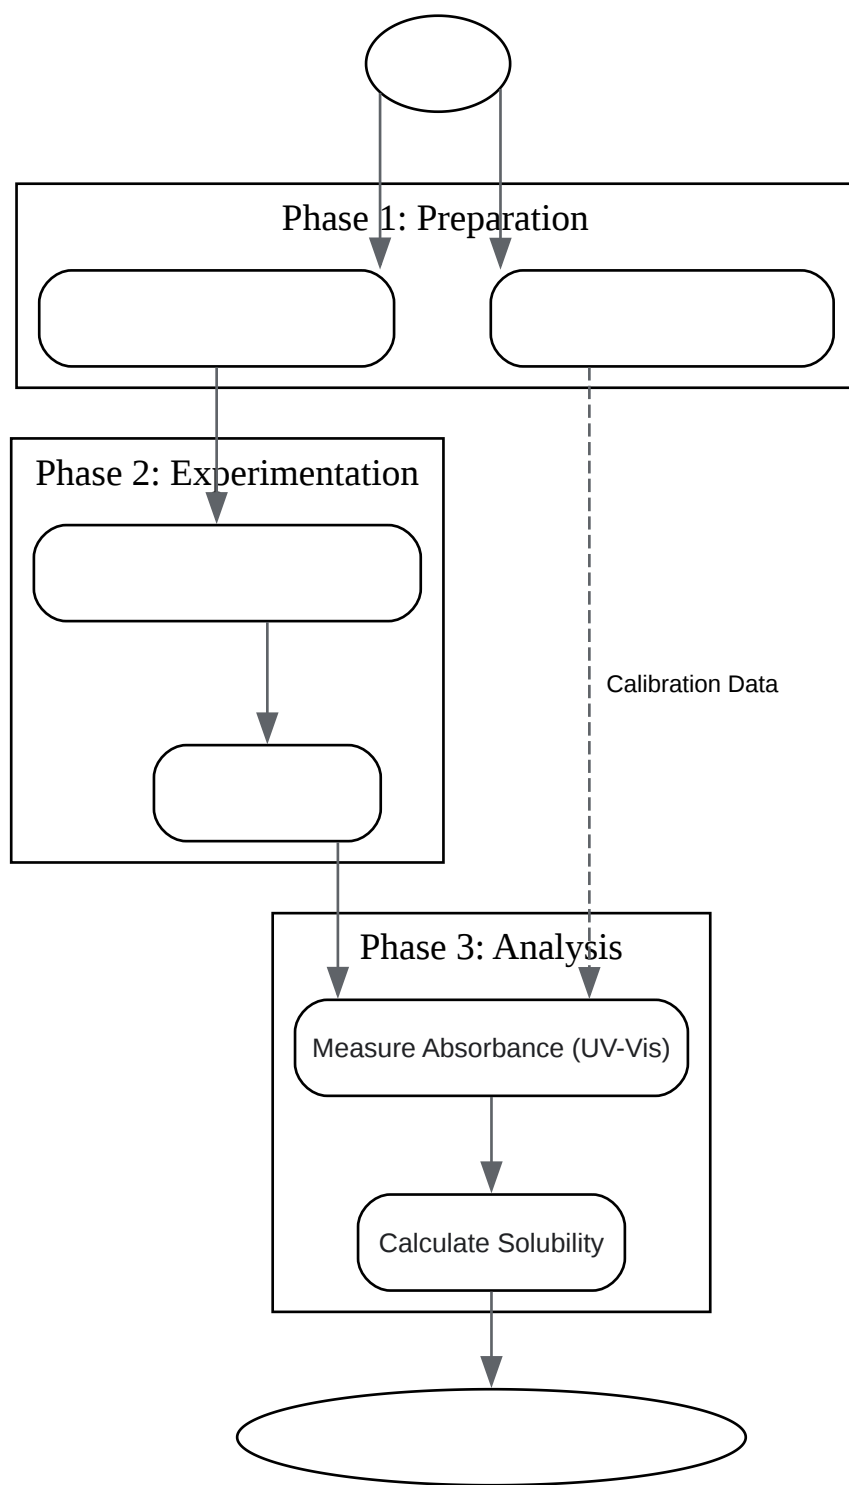 Phase 1: Preparation
Phase 2: Experimentation
Calibration Data
Phase 3: Analysis
Measure Absorbance (UV-Vis)
Calculate Solubility